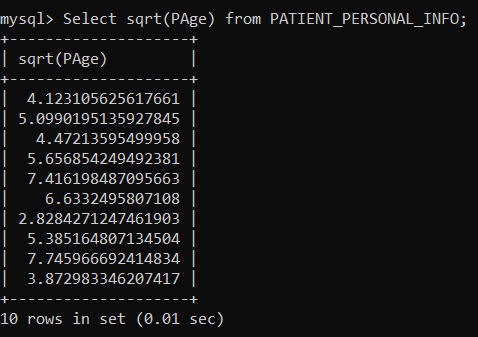 mysql> Select sqrt(PAge) from PATIENT_PERSONAL_INFO;
+--------------------+
| sqrt(PAge)         |
+--------------------+
|  4.123105625617661 |
| 5.0990195135927845 |
|   4.47213595499958 |
|  5.656854249492381 |
|  7.416198487095663 |
|    6.6332495807108 |
| 2.8284271247461903 |
|  5.385164807134504 |
|  7.745966692414834 |
|  3.872983346207417 |
+--------------------+
10 rows in set (0.01 sec)